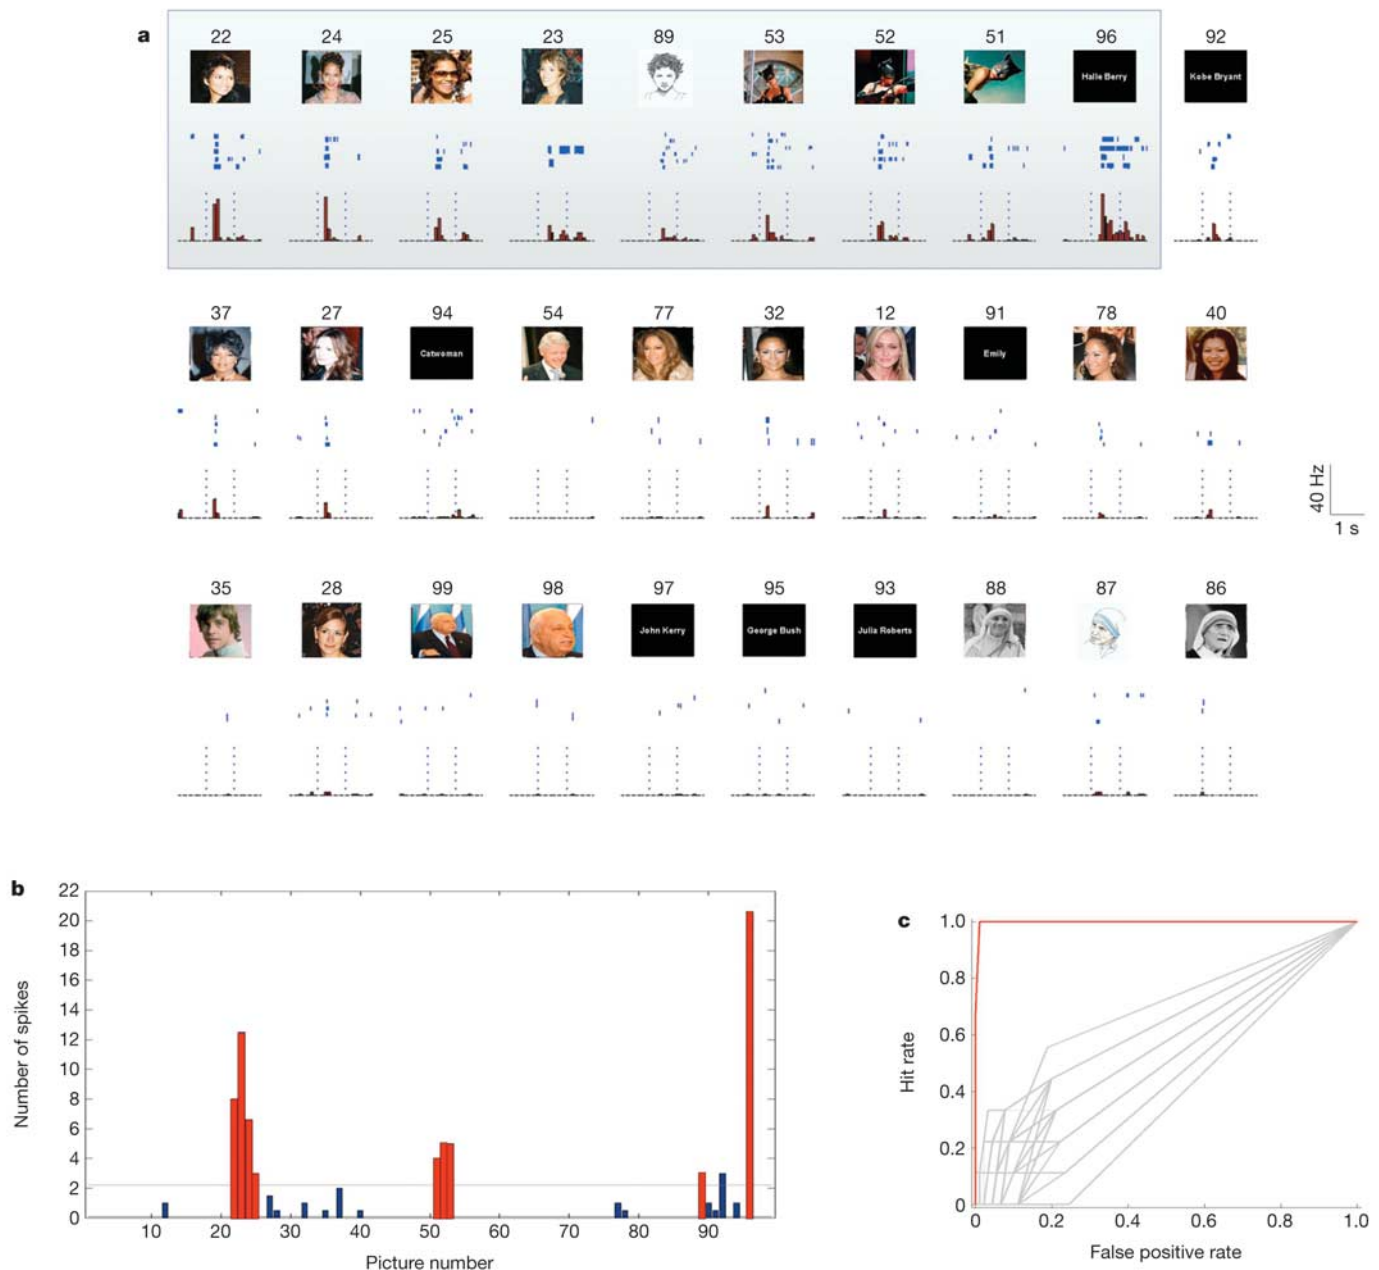 a
22 24 25 23 89 53 52 51 96 92
Halle Berry Kobe Bryant
37 27 94 54 77 32 12 91 78 40
Catwoman Emily
40 Hz
1 s
35 28 99 98 97 95 93 88 87 86
John Kerry George Bush Julia Roberts
b
22
20
18
16
14
12
10
8
6
4
2
0
Number of spikes
10 20 30 40 50 60 70 80 90
Picture number
c
1.0
0.8
0.6
0.4
0.2
0
Hit rate
0 0.2 0.4 0.6 0.8 1.0
False positive rate